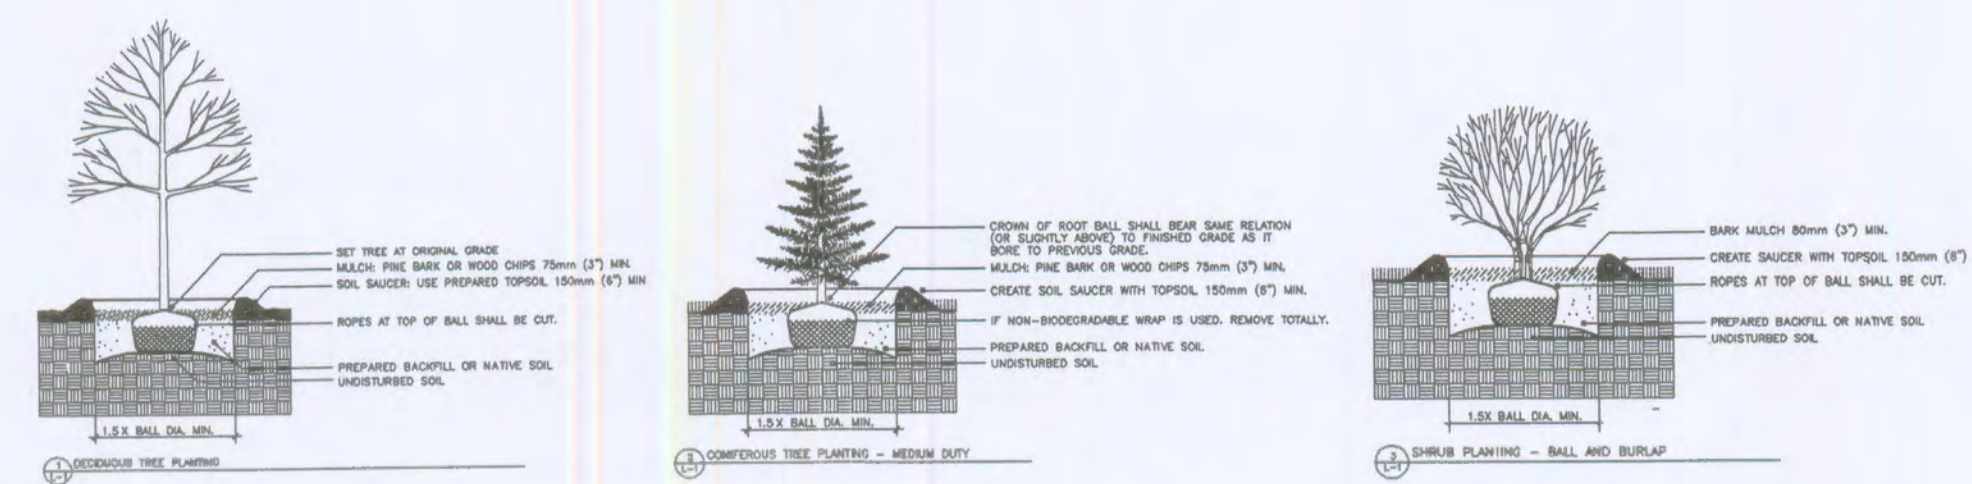 SET TREE AT ORIGINAL GRADE
MULCH: PINE BARK OR WOOD CHIPS 75mm (3") MIN.
SOIL SAUCER: USE PREPARED TOPSOIL 150mm (6") MIN
ROPES AT TOP OF BALL SHALL BE CUT.
PREPARED BACKFILL OR NATIVE SOIL
UNDISTURBED SOIL
1.5X BALL DIA. MIN.
1
L-1
DECIDUOUS TREE PLANTING
CROWN OF ROOT BALL SHALL BEAR SAME RELATION
(OR SLIGHTLY ABOVE) TO FINISHED GRADE AS IT
BORE TO PREVIOUS GRADE.
MULCH: PINE BARK OR WOOD CHIPS 75mm (3") MIN.
CREATE SOIL SAUCER WITH TOPSOIL 150mm (6") MIN.
IF NON-BIODEGRADABLE WRAP IS USED. REMOVE TOTALLY.
PREPARED BACKFILL OR NATIVE SOIL
UNDISTURBED SOIL
1.5X BALL DIA. MIN.
2
L-1
CONIFEROUS TREE PLANTING - MEDIUM DUTY
BARK MULCH 80mm (3") MIN.
CREATE SAUCER WITH TOPSOIL 150mm (6")
ROPES AT TOP OF BALL SHALL BE CUT.
PREPARED BACKFILL OR NATIVE SOIL
UNDISTURBED SOIL
1.5X BALL DIA. MIN.
3
L-1
SHRUB PLANTING - BALL AND BURLAP